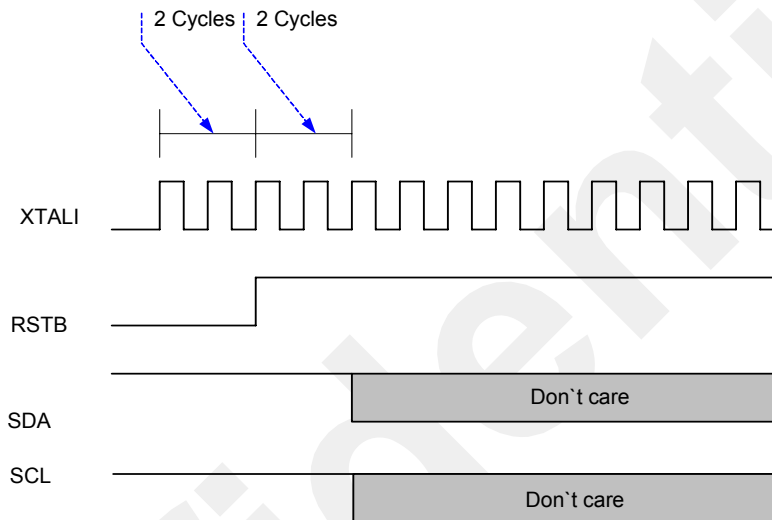 2 Cycles 2 Cycles
XTALI
RSTB
Don`t care
SDA
SCL
Don`t care